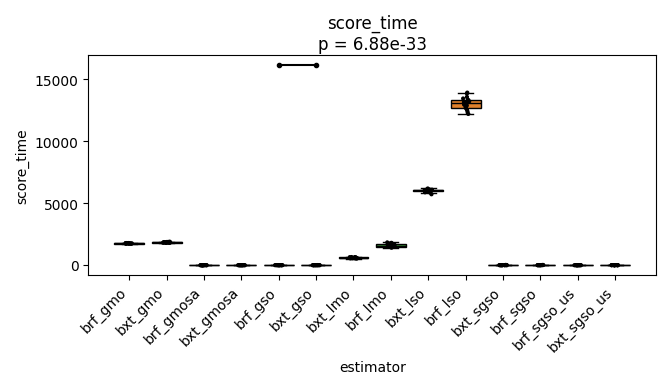 score_time
p = 6.88e-33
score_time
15000
10000
5000
0
brf_gmo
bxt_gmo
brf_gmosa
bxt_gmosa
brf_gso
bxt_gso
bxt_lmo
brf_lmo
bxt_lso
brf_lso
bxt_sgso
brf_sgso
brf_sgso_us
bxt_sgso_us
estimator